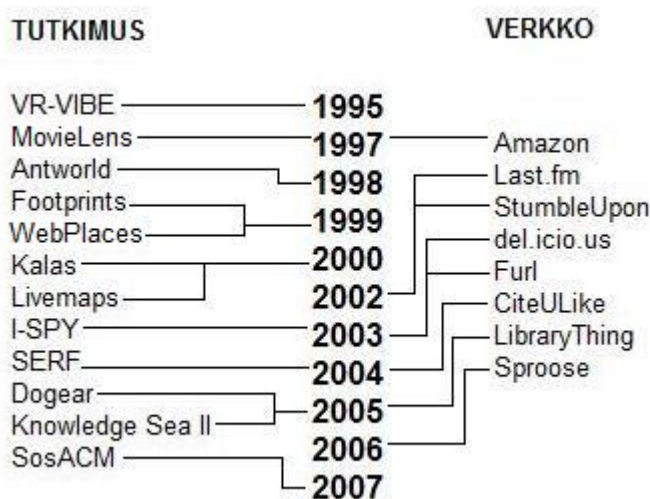 TUTKIMUS
VR-VIBE
MovieLens
Antworld
Footprints
WebPlaces
Kalas
Livemaps
I-SPY
SERF
Dogear
Knowledge Sea II
SosACM
1995
1997
1998
1999
2000
2002
2003
2004
2005
2006
2007
VERKKO
Amazon
Last.fm
StumbleUpon
del.icio.us
Furl
CiteULike
LibraryThing
Sproose